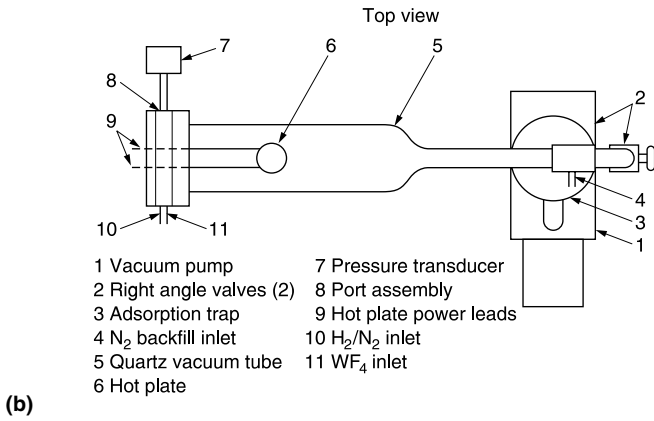 Top view
7
6
5
8
2
9
4
3
10
11
1
1 Vacuum pump
2 Right angle valves (2)
3 Adsorption trap
4 N₂ backfill inlet
5 Quartz vacuum tube
6 Hot plate
7 Pressure transducer
8 Port assembly
9 Hot plate power leads
10 H₂/N₂ inlet
11 WF₄ inlet
(b)